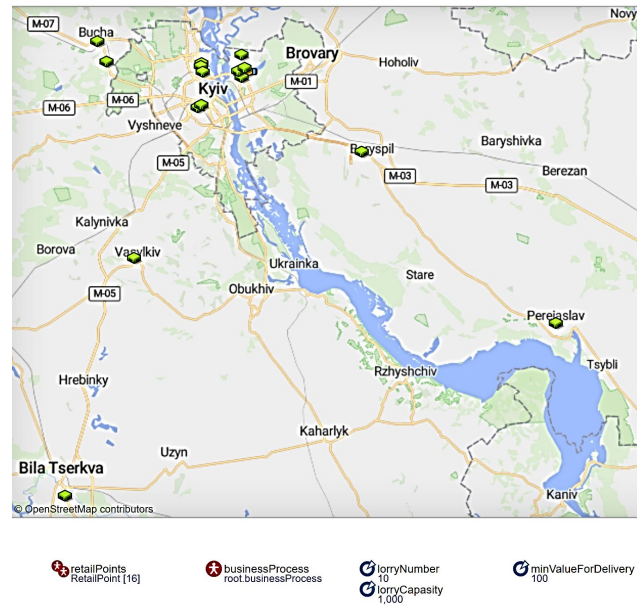 M-07
Novy
Bucha
Brovary
Hoholiv
M-01
Kyiv
M-06
M-06
Vyshneve
Boryspil
Baryshivka
M-05
M-03
M-03
Berezan
Kalynivka
Borova
Vasylkiv
Ukrainka
Stare
M-05
Obukhiv
Pereiaslav
Rzhyshchiv
Tsybli
Hrebinky
Kaharlyk
Uzyn
Bila Tserkva
Kaniv
© OpenStreetMap contributors
retailPoints
RetailPoint [16]
businessProcess
root.businessProcess
lorryNumber
10
lorryCapasity
1,000
minValueForDelivery
100